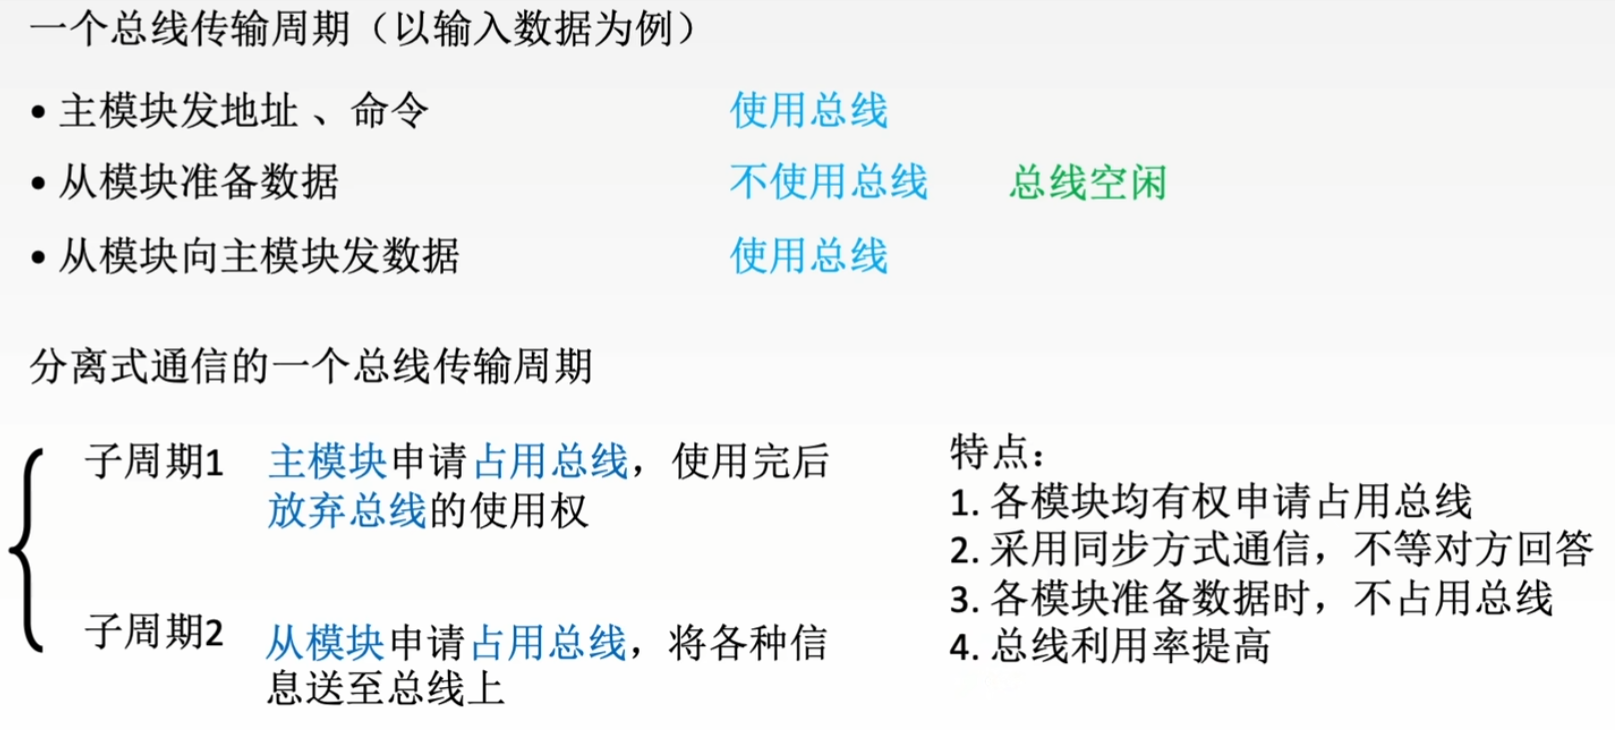 一个总线传输周期（以输入数据为例）
• 主模块发地址 、命令 使用总线
• 从模块准备数据 不使用总线 总线空闲
• 从模块向主模块发数据 使用总线
分离式通信的一个总线传输周期
子周期1 主模块申请占用总线，使用完后
放弃总线的使用权
子周期2 从模块申请占用总线，将各种信
息送至总线上
特点：
1. 各模块均有权申请占用总线
2. 采用同步方式通信，不等对方回答
3. 各模块准备数据时，不占用总线
4. 总线利用率提高